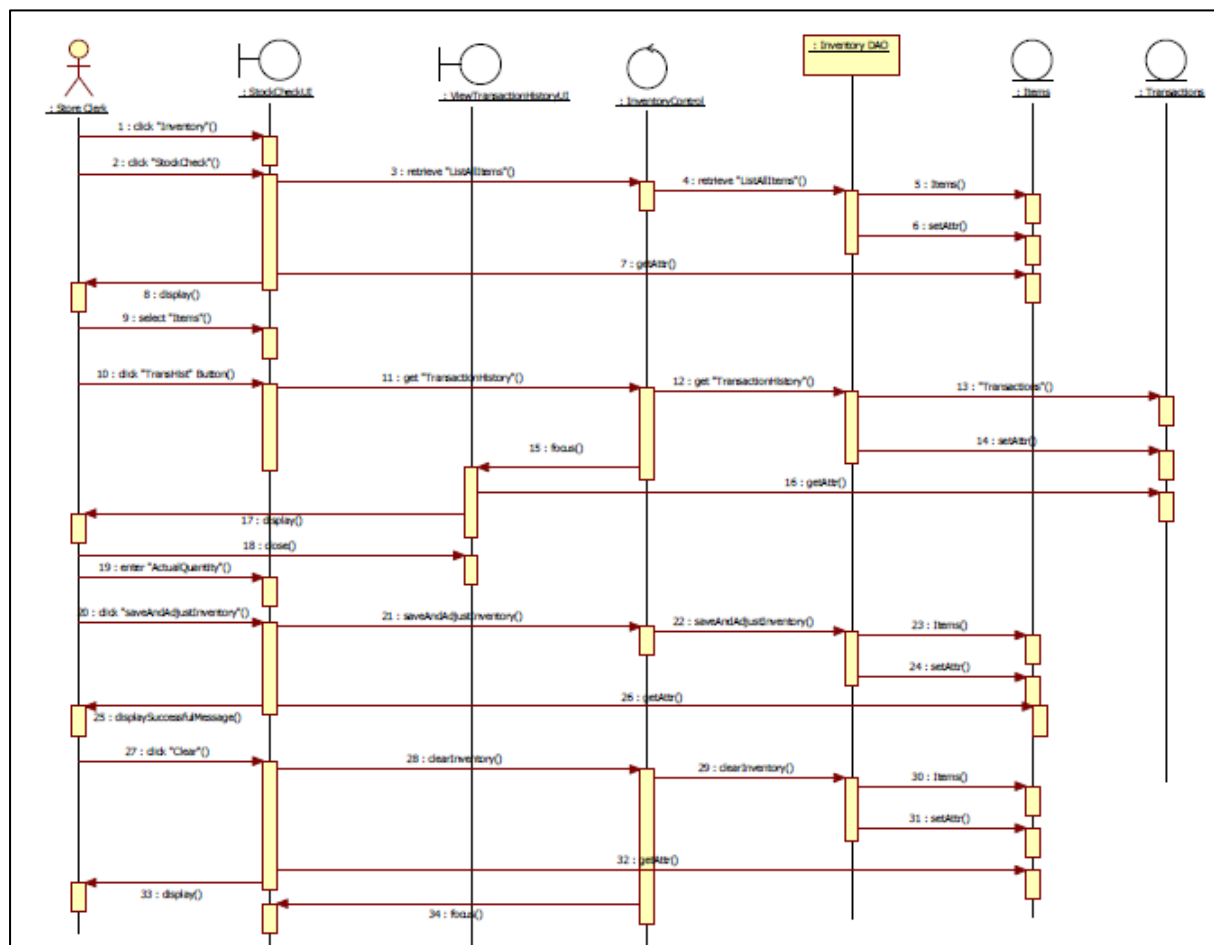 : Inventory DAO
: Store Clerk
: StockCheckUI
: ViewTransactionHistoryUI
: InventoryControl
: Items
: Transactions
1 : click "Inventory"()
2 : click "StockCheck"()
3 : retrieve "ListAllItems"()
4 : retrieve "ListAllItems"()
5 : Items()
6 : setAttr()
7 : getAttr()
8 : display()
9 : select "Items"()
10 : click "TransHist" Button()
11 : get "TransactionHistory"()
12 : get "TransactionHistory"()
13 : "Transactions"()
14 : setAttr()
15 : focus()
16 : getAttr()
17 : display()
18 : close()
19 : enter "ActualQuantity"()
20 : click "saveAndAdjustInventory"()
21 : saveAndAdjustInventory()
22 : saveAndAdjustInventory()
23 : Items()
24 : setAttr()
26 : getAttr()
25 : displaySuccessfulMessage()
27 : click "Clear"()
28 : clearInventory()
29 : clearInventory()
30 : Items()
31 : setAttr()
32 : getAttr()
33 : display()
34 : focus()